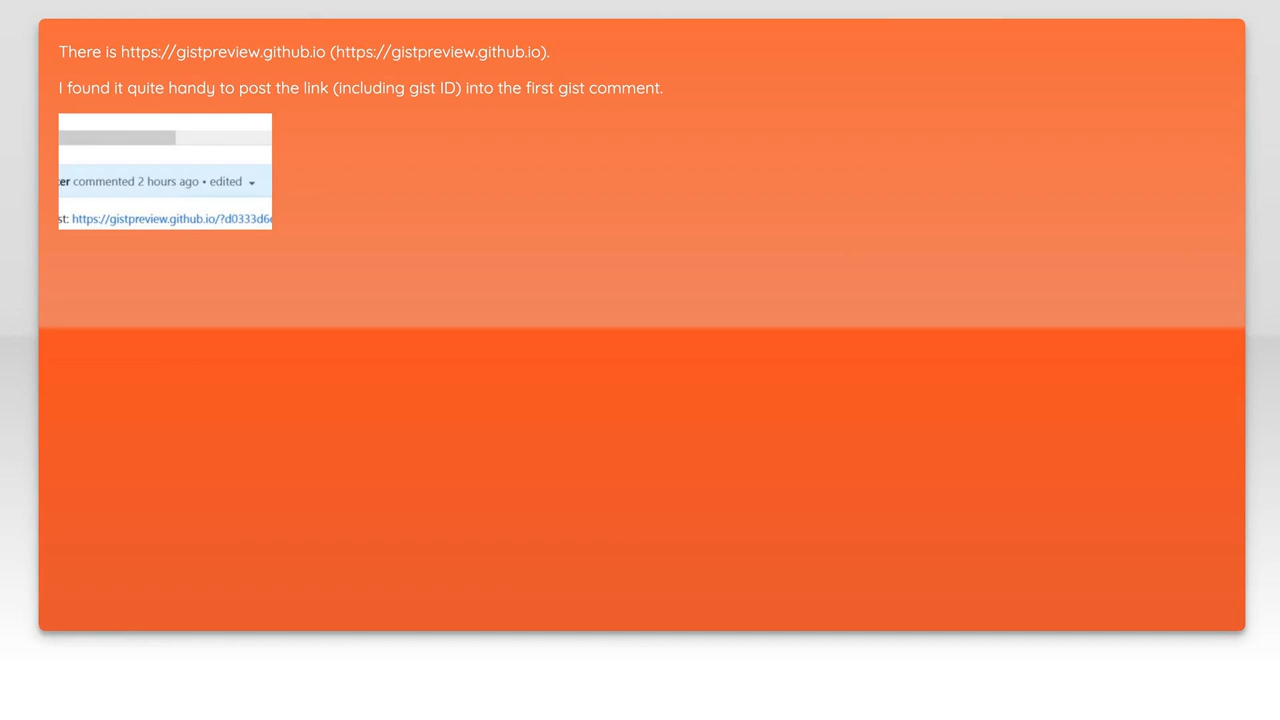 There is https://gistpreview.github.io (https://gistpreview.github.io).
I found it quite handy to post the link (including gist ID) into the first gist comment.
commented 2 hours ago • edited
https://gistpreview.github.io/?d0333d6